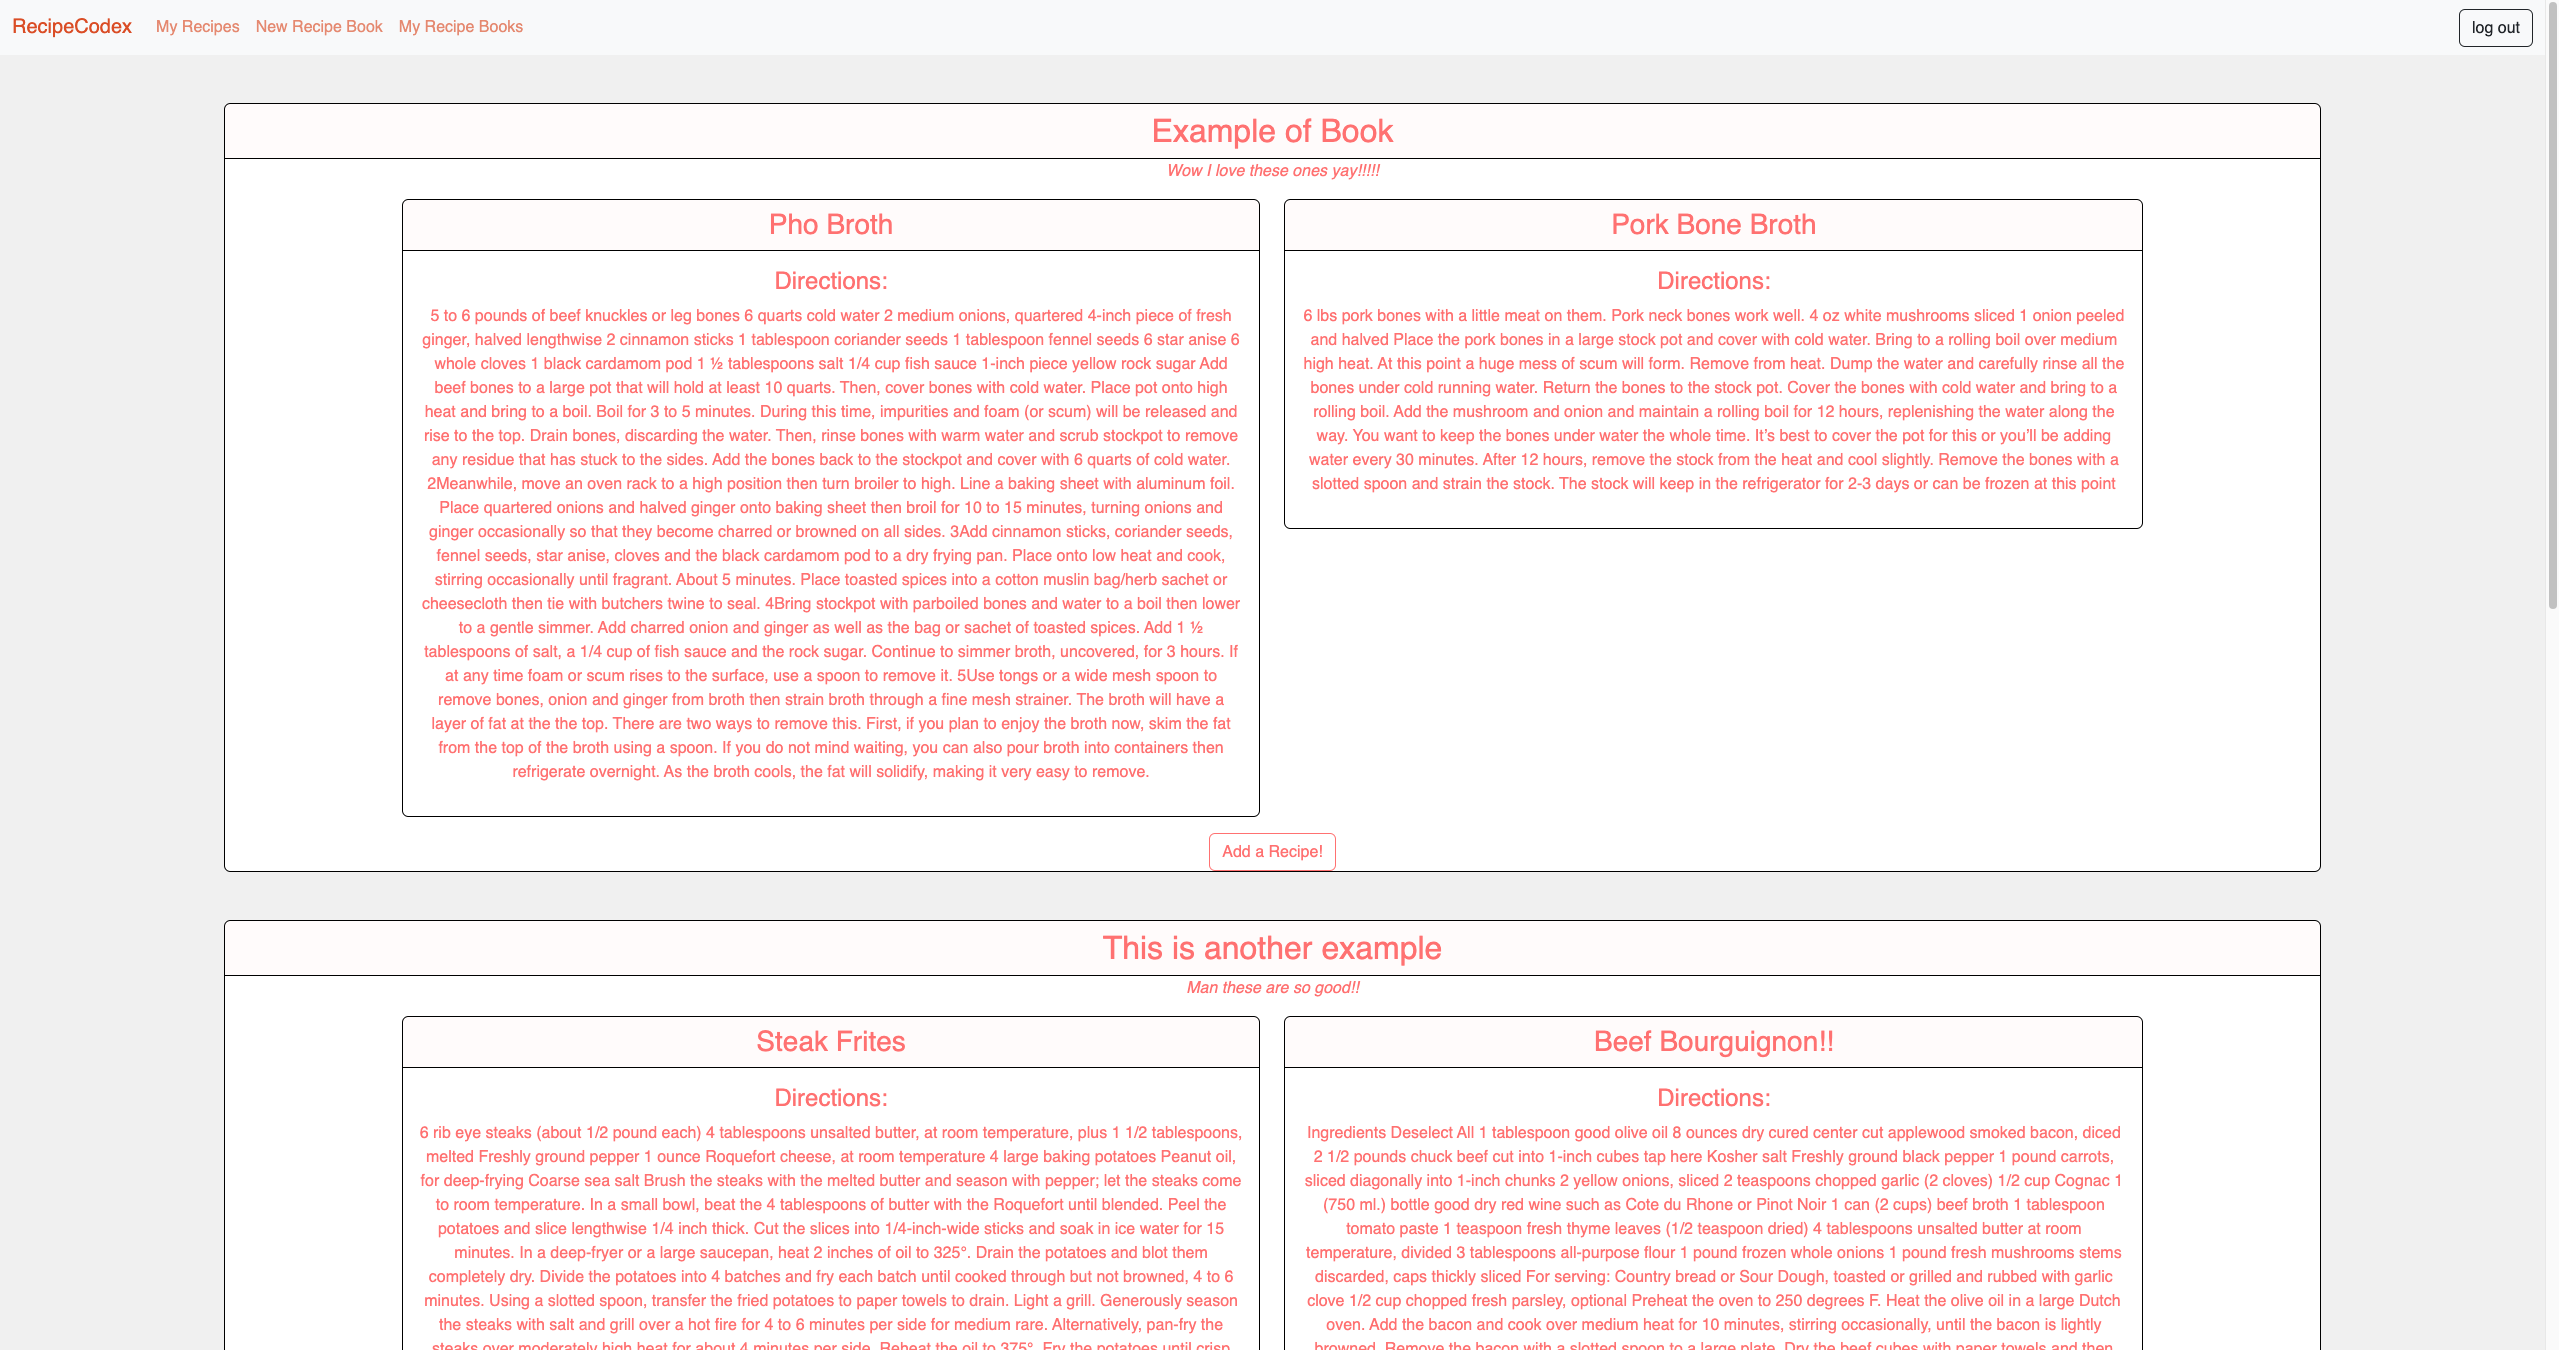 RecipeCodex My Recipes New Recipe Book My Recipe Books log out
Example of Book
Wow I love these ones yay!!!!!
Pho Broth
Directions:
5 to 6 pounds of beef knuckles or leg bones 6 quarts cold water 2 medium onions, quartered 4-inch piece of fresh
ginger, halved lengthwise 2 cinnamon sticks 1 tablespoon coriander seeds 1 tablespoon fennel seeds 6 star anise 6
whole cloves 1 black cardamom pod 1 ½ tablespoons salt 1/4 cup fish sauce 1-inch piece yellow rock sugar Add
beef bones to a large pot that will hold at least 10 quarts. Then, cover bones with cold water. Place pot onto high
heat and bring to a boil. Boil for 3 to 5 minutes. During this time, impurities and foam (or scum) will be released and
rise to the top. Drain bones, discarding the water. Then, rinse bones with warm water and scrub stockpot to remove
any residue that has stuck to the sides. Add the bones back to the stockpot and cover with 6 quarts of cold water.
2Meanwhile, move an oven rack to a high position then turn broiler to high. Line a baking sheet with aluminum foil.
Place quartered onions and halved ginger onto baking sheet then broil for 10 to 15 minutes, turning onions and
ginger occasionally so that they become charred or browned on all sides. 3Add cinnamon sticks, coriander seeds,
fennel seeds, star anise, cloves and the black cardamom pod to a dry frying pan. Place onto low heat and cook,
stirring occasionally until fragrant. About 5 minutes. Place toasted spices into a cotton muslin bag/herb sachet or
cheesecloth then tie with butchers twine to seal. 4Bring stockpot with parboiled bones and water to a boil then lower
to a gentle simmer. Add charred onion and ginger as well as the bag or sachet of toasted spices. Add 1 ½
tablespoons of salt, a 1/4 cup of fish sauce and the rock sugar. Continue to simmer broth, uncovered, for 3 hours. If
at any time foam or scum rises to the surface, use a spoon to remove it. 5Use tongs or a wide mesh spoon to
remove bones, onion and ginger from broth then strain broth through a fine mesh strainer. The broth will have a
layer of fat at the the top. There are two ways to remove this. First, if you plan to enjoy the broth now, skim the fat
from the top of the broth using a spoon. If you do not mind waiting, you can also pour broth into containers then
refrigerate overnight. As the broth cools, the fat will solidify, making it very easy to remove.
Pork Bone Broth
Directions:
6 lbs pork bones with a little meat on them. Pork neck bones work well. 4 oz white mushrooms sliced 1 onion peeled
and halved Place the pork bones in a large stock pot and cover with cold water. Bring to a rolling boil over medium
high heat. At this point a huge mess of scum will form. Remove from heat. Dump the water and carefully rinse all the
bones under cold running water. Return the bones to the stock pot. Cover the bones with cold water and bring to a
rolling boil. Add the mushroom and onion and maintain a rolling boil for 12 hours, replenishing the water along the
way. You want to keep the bones under water the whole time. It’s best to cover the pot for this or you’ll be adding
water every 30 minutes. After 12 hours, remove the stock from the heat and cool slightly. Remove the bones with a
slotted spoon and strain the stock. The stock will keep in the refrigerator for 2-3 days or can be frozen at this point
Add a Recipe!
This is another example
Man these are so good!!
Steak Frites
Directions:
6 rib eye steaks (about 1/2 pound each) 4 tablespoons unsalted butter, at room temperature, plus 1 1/2 tablespoons,
melted Freshly ground pepper 1 ounce Roquefort cheese, at room temperature 4 large baking potatoes Peanut oil,
for deep-frying Coarse sea salt Brush the steaks with the melted butter and season with pepper; let the steaks come
to room temperature. In a small bowl, beat the 4 tablespoons of butter with the Roquefort until blended. Peel the
potatoes and slice lengthwise 1/4 inch thick. Cut the slices into 1/4-inch-wide sticks and soak in ice water for 15
minutes. In a deep-fryer or a large saucepan, heat 2 inches of oil to 325°. Drain the potatoes and blot them
completely dry. Divide the potatoes into 4 batches and fry each batch until cooked through but not browned, 4 to 6
minutes. Using a slotted spoon, transfer the fried potatoes to paper towels to drain. Light a grill. Generously season
the steaks with salt and grill over a hot fire for 4 to 6 minutes per side for medium rare. Alternatively, pan-fry the
steaks over moderately high heat for about 4 minutes per side. Reheat the oil to 375°. Fry the potatoes until crisp
Beef Bourguignon!!
Directions:
Ingredients Deselect All 1 tablespoon good olive oil 8 ounces dry cured center cut applewood smoked bacon, diced
2 1/2 pounds chuck beef cut into 1-inch cubes tap here Kosher salt Freshly ground black pepper 1 pound carrots,
sliced diagonally into 1-inch chunks 2 yellow onions, sliced 2 teaspoons chopped garlic (2 cloves) 1/2 cup Cognac 1
(750 ml.) bottle good dry red wine such as Cote du Rhone or Pinot Noir 1 can (2 cups) beef broth 1 tablespoon
tomato paste 1 teaspoon fresh thyme leaves (1/2 teaspoon dried) 4 tablespoons unsalted butter at room
temperature, divided 3 tablespoons all-purpose flour 1 pound frozen whole onions 1 pound fresh mushrooms stems
discarded, caps thickly sliced For serving: Country bread or Sour Dough, toasted or grilled and rubbed with garlic
clove 1/2 cup chopped fresh parsley, optional Preheat the oven to 250 degrees F. Heat the olive oil in a large Dutch
oven. Add the bacon and cook over medium heat for 10 minutes, stirring occasionally, until the bacon is lightly
browned. Remove the bacon with a slotted spoon to a large plate. Dry the beef cubes with paper towels and then